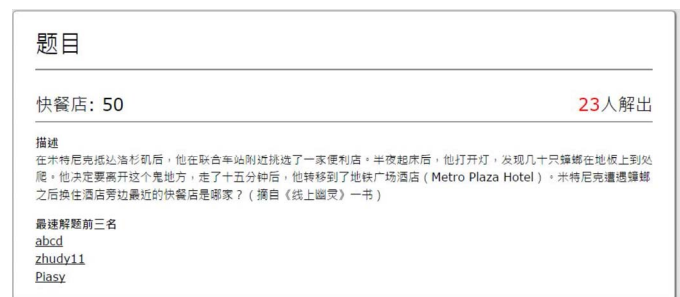 题目
快餐店: 50
23人解出
描述
在米特尼克抵达洛杉矶后，他在联合车站附近挑选了一家便利店。半夜起床后，他打开灯，发现几十只蟑螂在地板上到处
爬。他决定要离开这个鬼地方，走了十五分钟后，他转移到了地铁广场酒店（Metro Plaza Hotel）。米特尼克遭遇蟑螂
之后换住酒店旁边最近的快餐店是哪家？（摘自《线上幽灵》一书）
最速解题前三名
abcd
zhudy11
Piasy